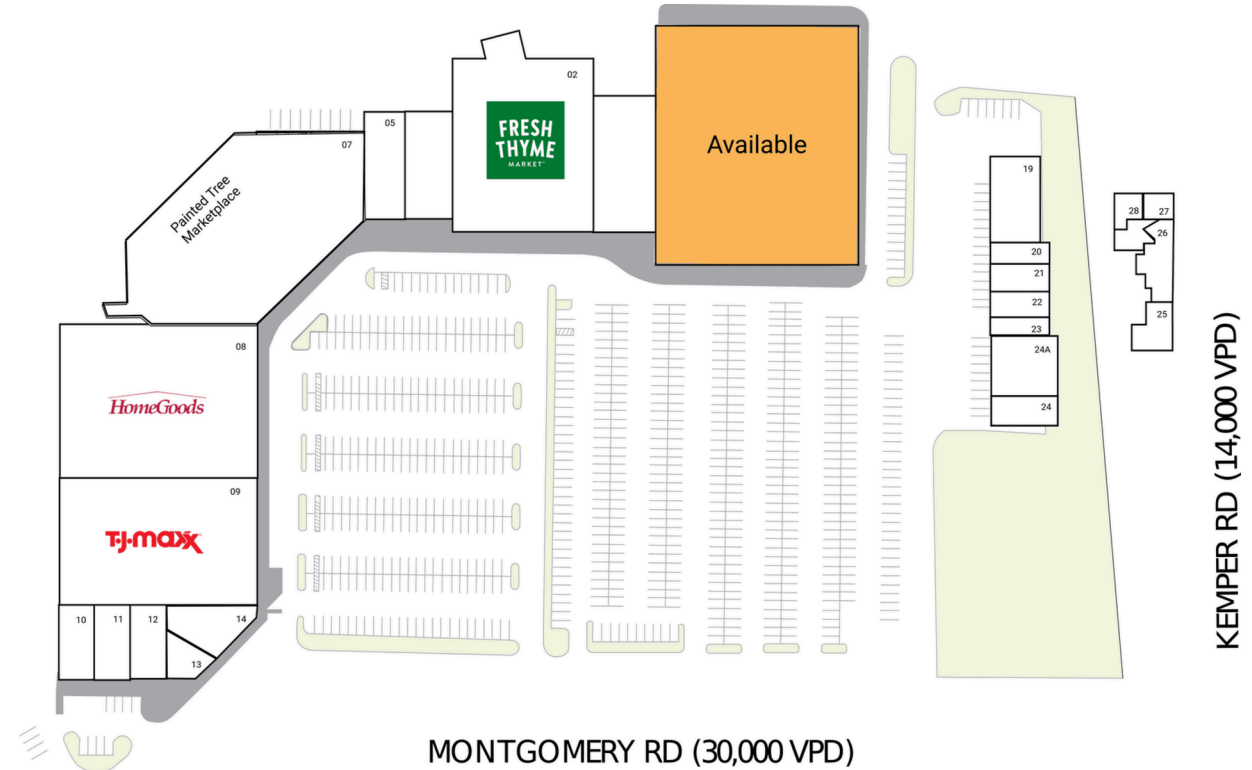 02
FRESH
THYME
MARKET
Available
05
07
Painted Tree
Marketplace
08
HomeGoods
09
T·J·maxx
10
11
12
14
13
19
20
21
22
23
24A
24
28
27
26
25
KEMPER RD (14,000 VPD)
MONTGOMERY RD (30,000 VPD)